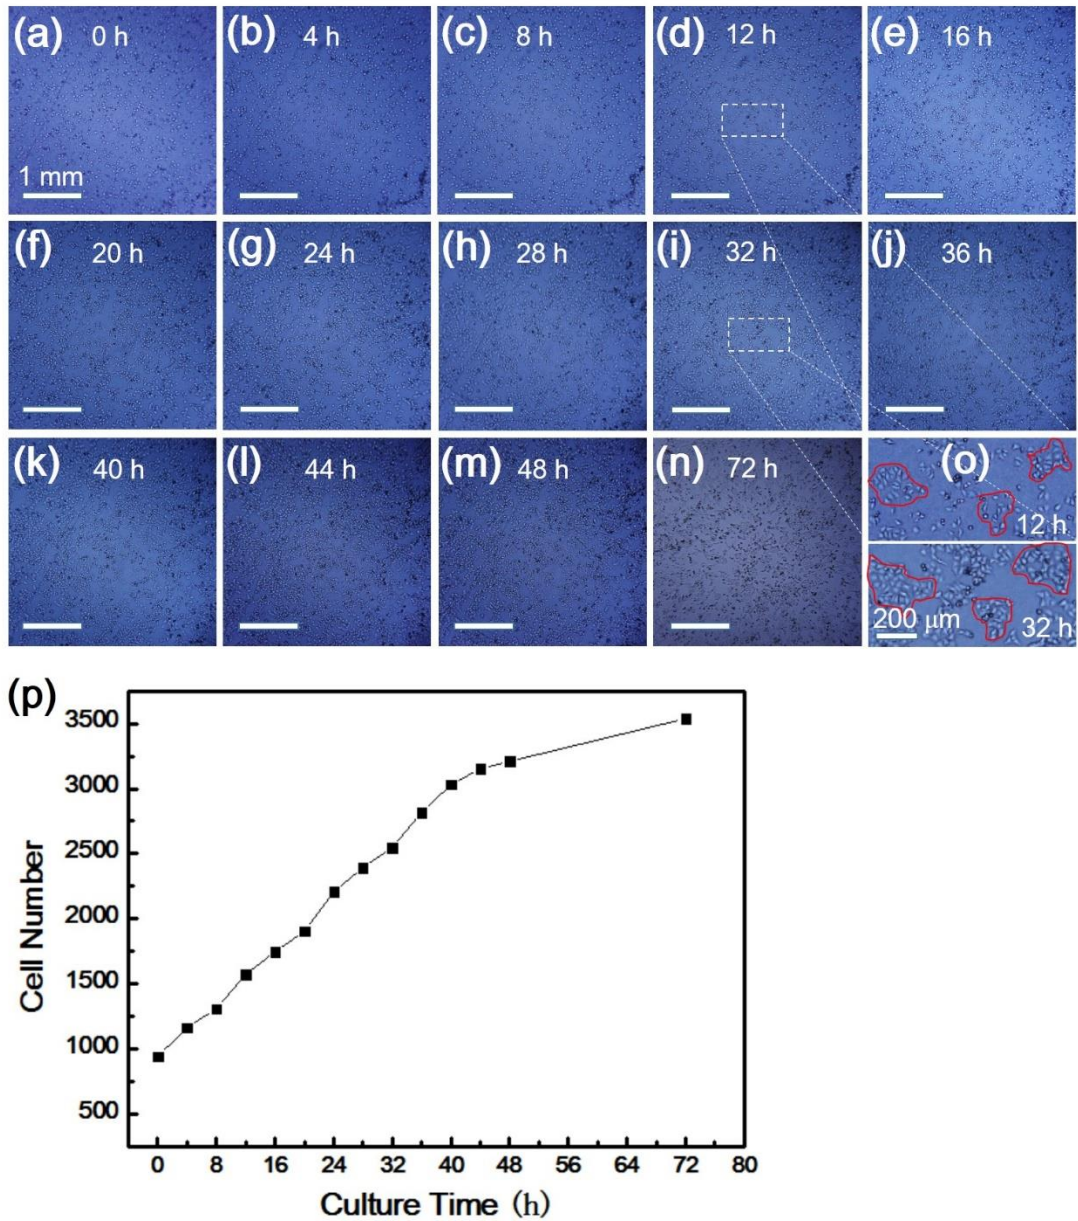 (a) 0 h
(b) 4 h
(c) 8 h
(d) 12 h
(e) 16 h
1 mm
(f) 20 h
(g) 24 h
(h) 28 h
(i) 32 h
(j) 36 h
(k) 40 h
(l) 44 h
(m) 48 h
(n) 72 h
(o)
12 h
200 μm
32 h
(p)
3500
3000
2500
2000
1500
1000
500
Cell Number
0 8 16 24 32 40 48 56 64 72 80
Culture Time (h)